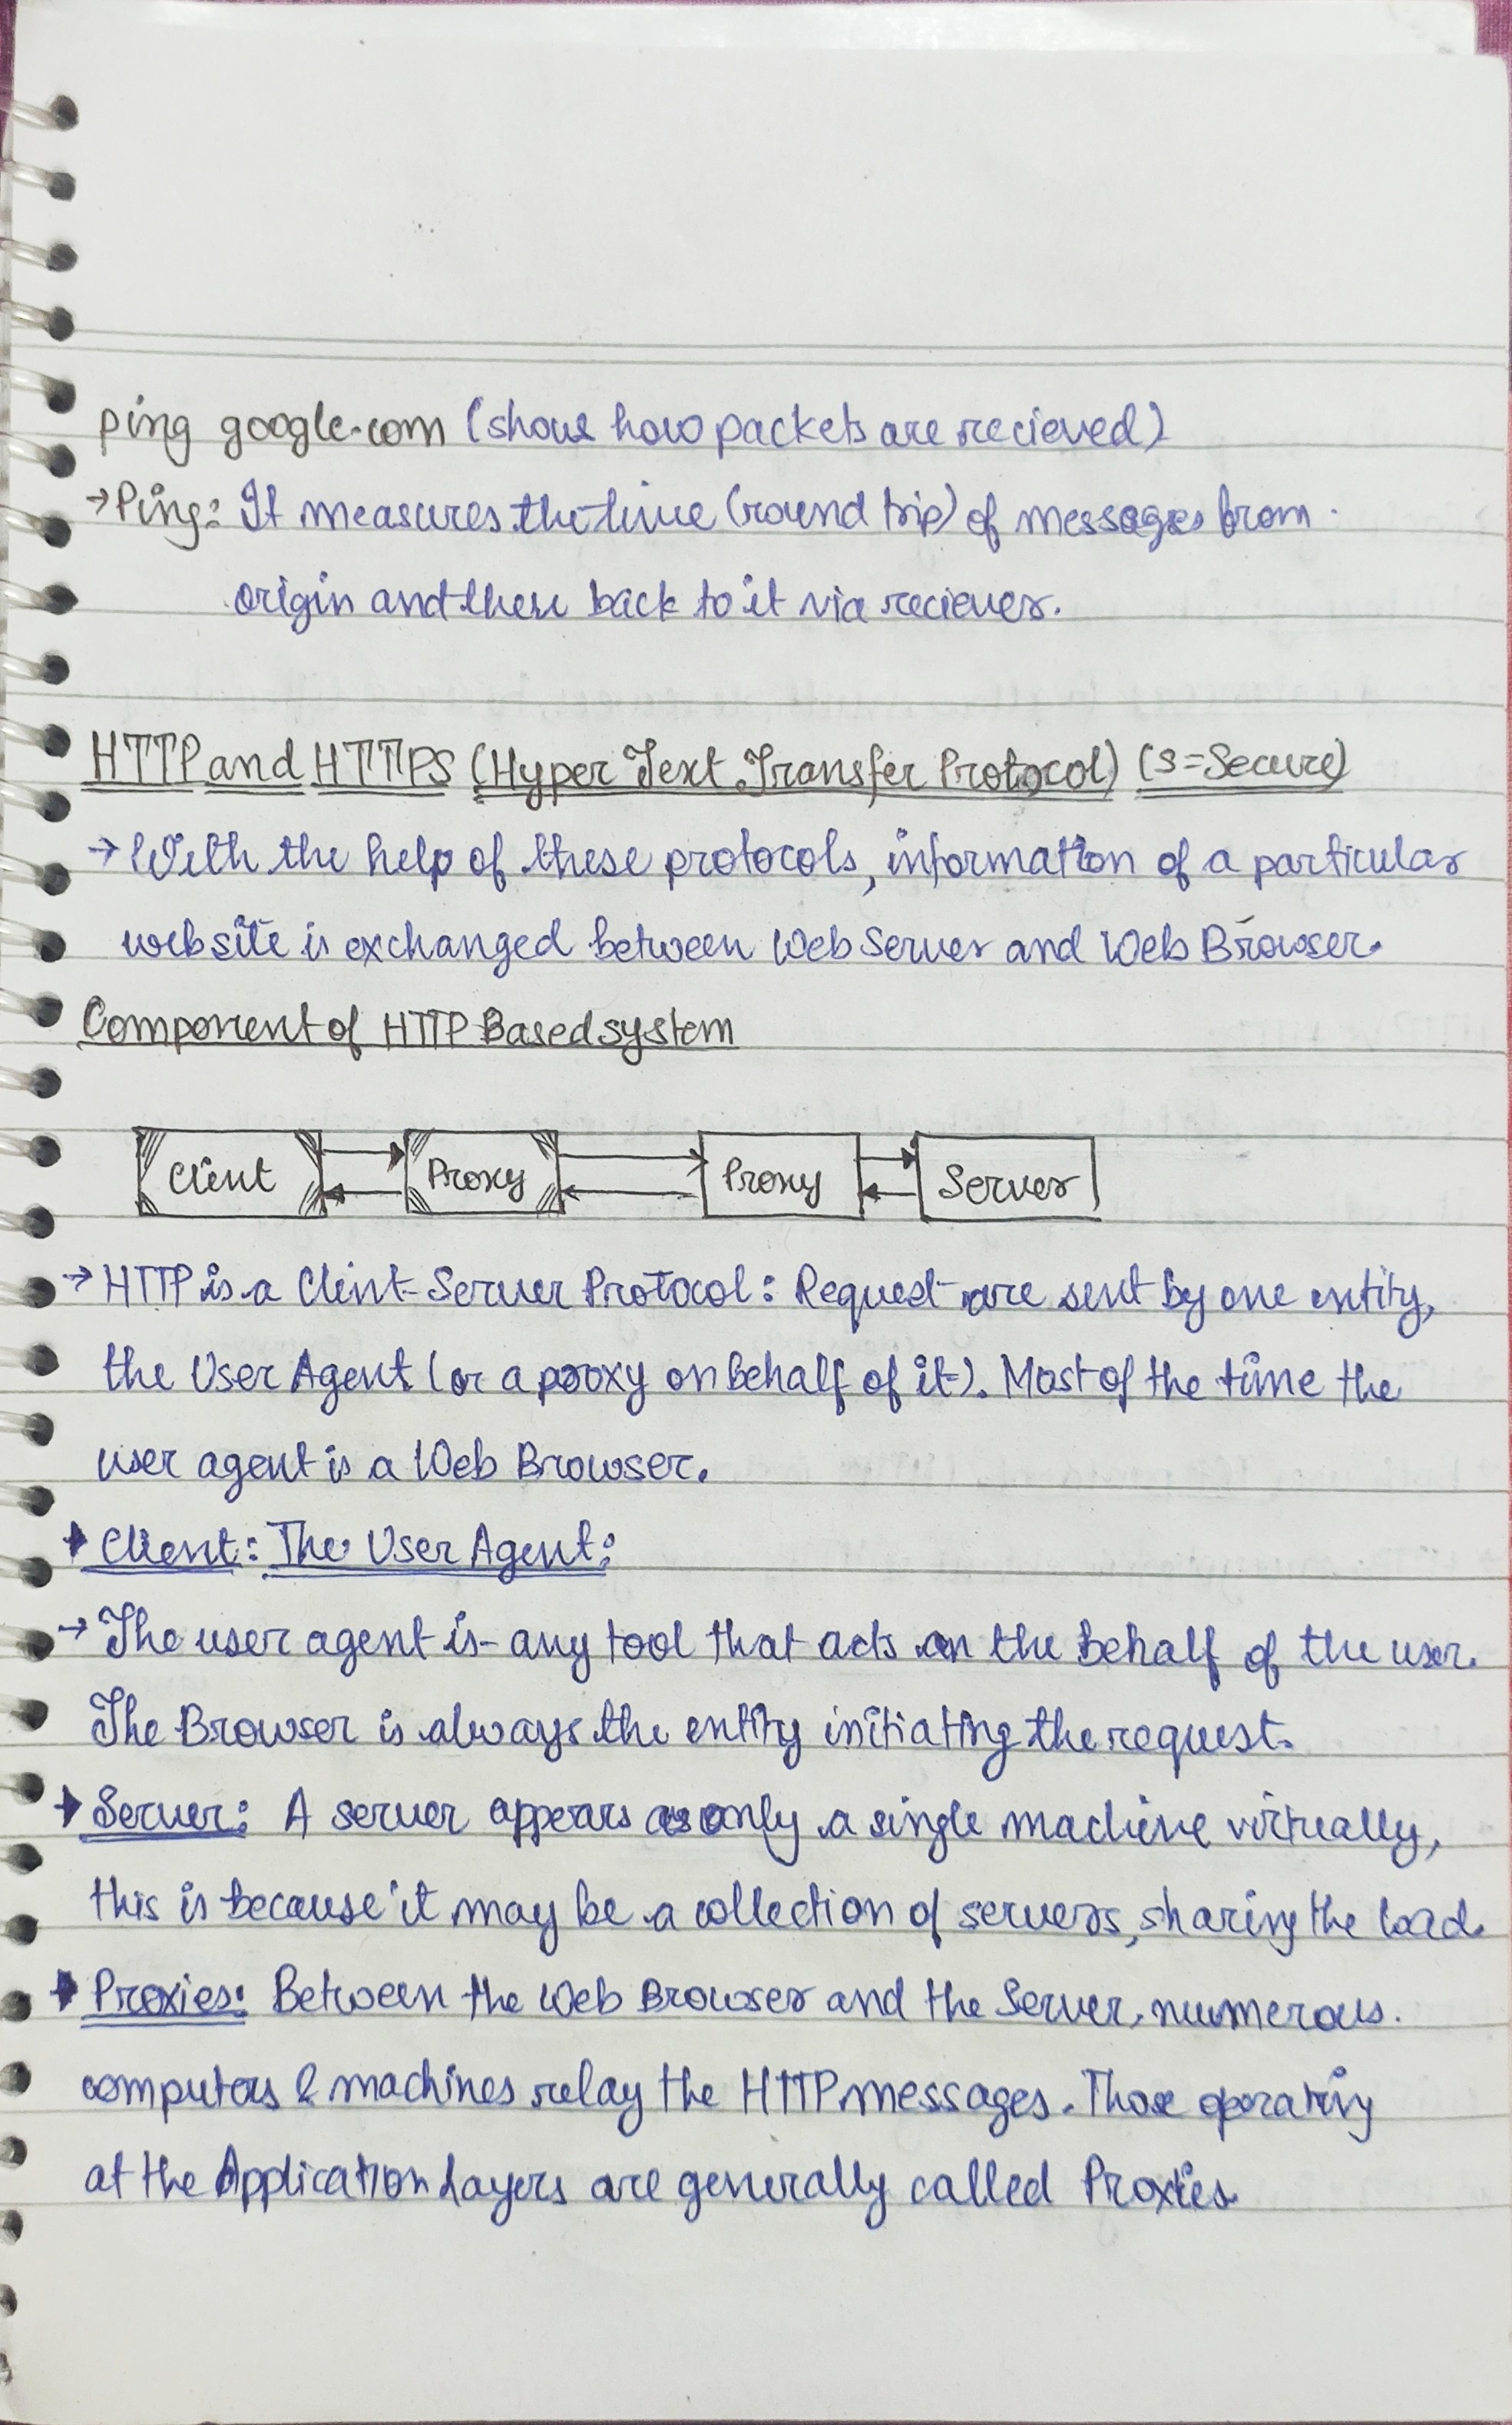 ping google.com (shows how packets are recieved)
→ Ping: It measures the time (round trip) of messages from
origin and then back to it via reciever.
HTTP and HTTPS (Hyper Text Transfer Protocol) (S=Secure)
→ With the help of these protocols, information of a particular
website is exchanged between Web Server and Web Browser.
Component of HTTP Based system
Client Proxy Proxy Server
→ HTTP is a Client-Server Protocol: Request are sent by one entity,
the User Agent (or a proxy on behalf of it). Most of the time the
user agent is a Web Browser.
Client: The User Agent:
→ The user agent is any tool that acts on the behalf of the user.
The Browser is always the entity initiating the request.
Server: A server appears as only a single machine virtually,
this is because it may be a collection of servers, sharing the load.
Proxies: Between the Web Browser and the Server, numerous
computers & machines relay the HTTP messages. Those operating
at the Application Layers are generally called Proxies